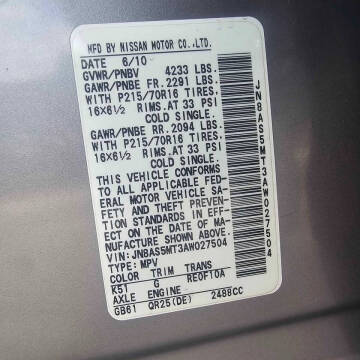 MFD BY NISSAN MOTOR CO.,LTD.
DATE 6/10
GVWR/PNBV 4233 LBS.
GAWR/PNBE FR. 2291 LBS.
WITH P215/70R16 TIRES.
16X6½ RIMS.AT 33 PSI
COLD SINGLE.
GAWR/PNBE RR. 2094 LBS.
WITH P215/70R16 TIRES.
16X6½ RIMS.AT 33 PSI
COLD SINGLE.
THIS VEHICLE CONFORMS
TO ALL APPLICABLE FED-
ERAL MOTOR VEHICLE SA-
FETY AND THEFT PREVEN-
TION STANDARDS IN EFF-
ECT ON THE DATE OF
MANUFACTURE SHOWN ABOVE.
VIN: JN8AS5MT3AW027504
TYPE: MPV
COLOR TRIM TRANS
K51 G RE0F10A
AXLE ENGINE
GB61 QR25(DE) 2488CC
JN8AS5MT3AW027504